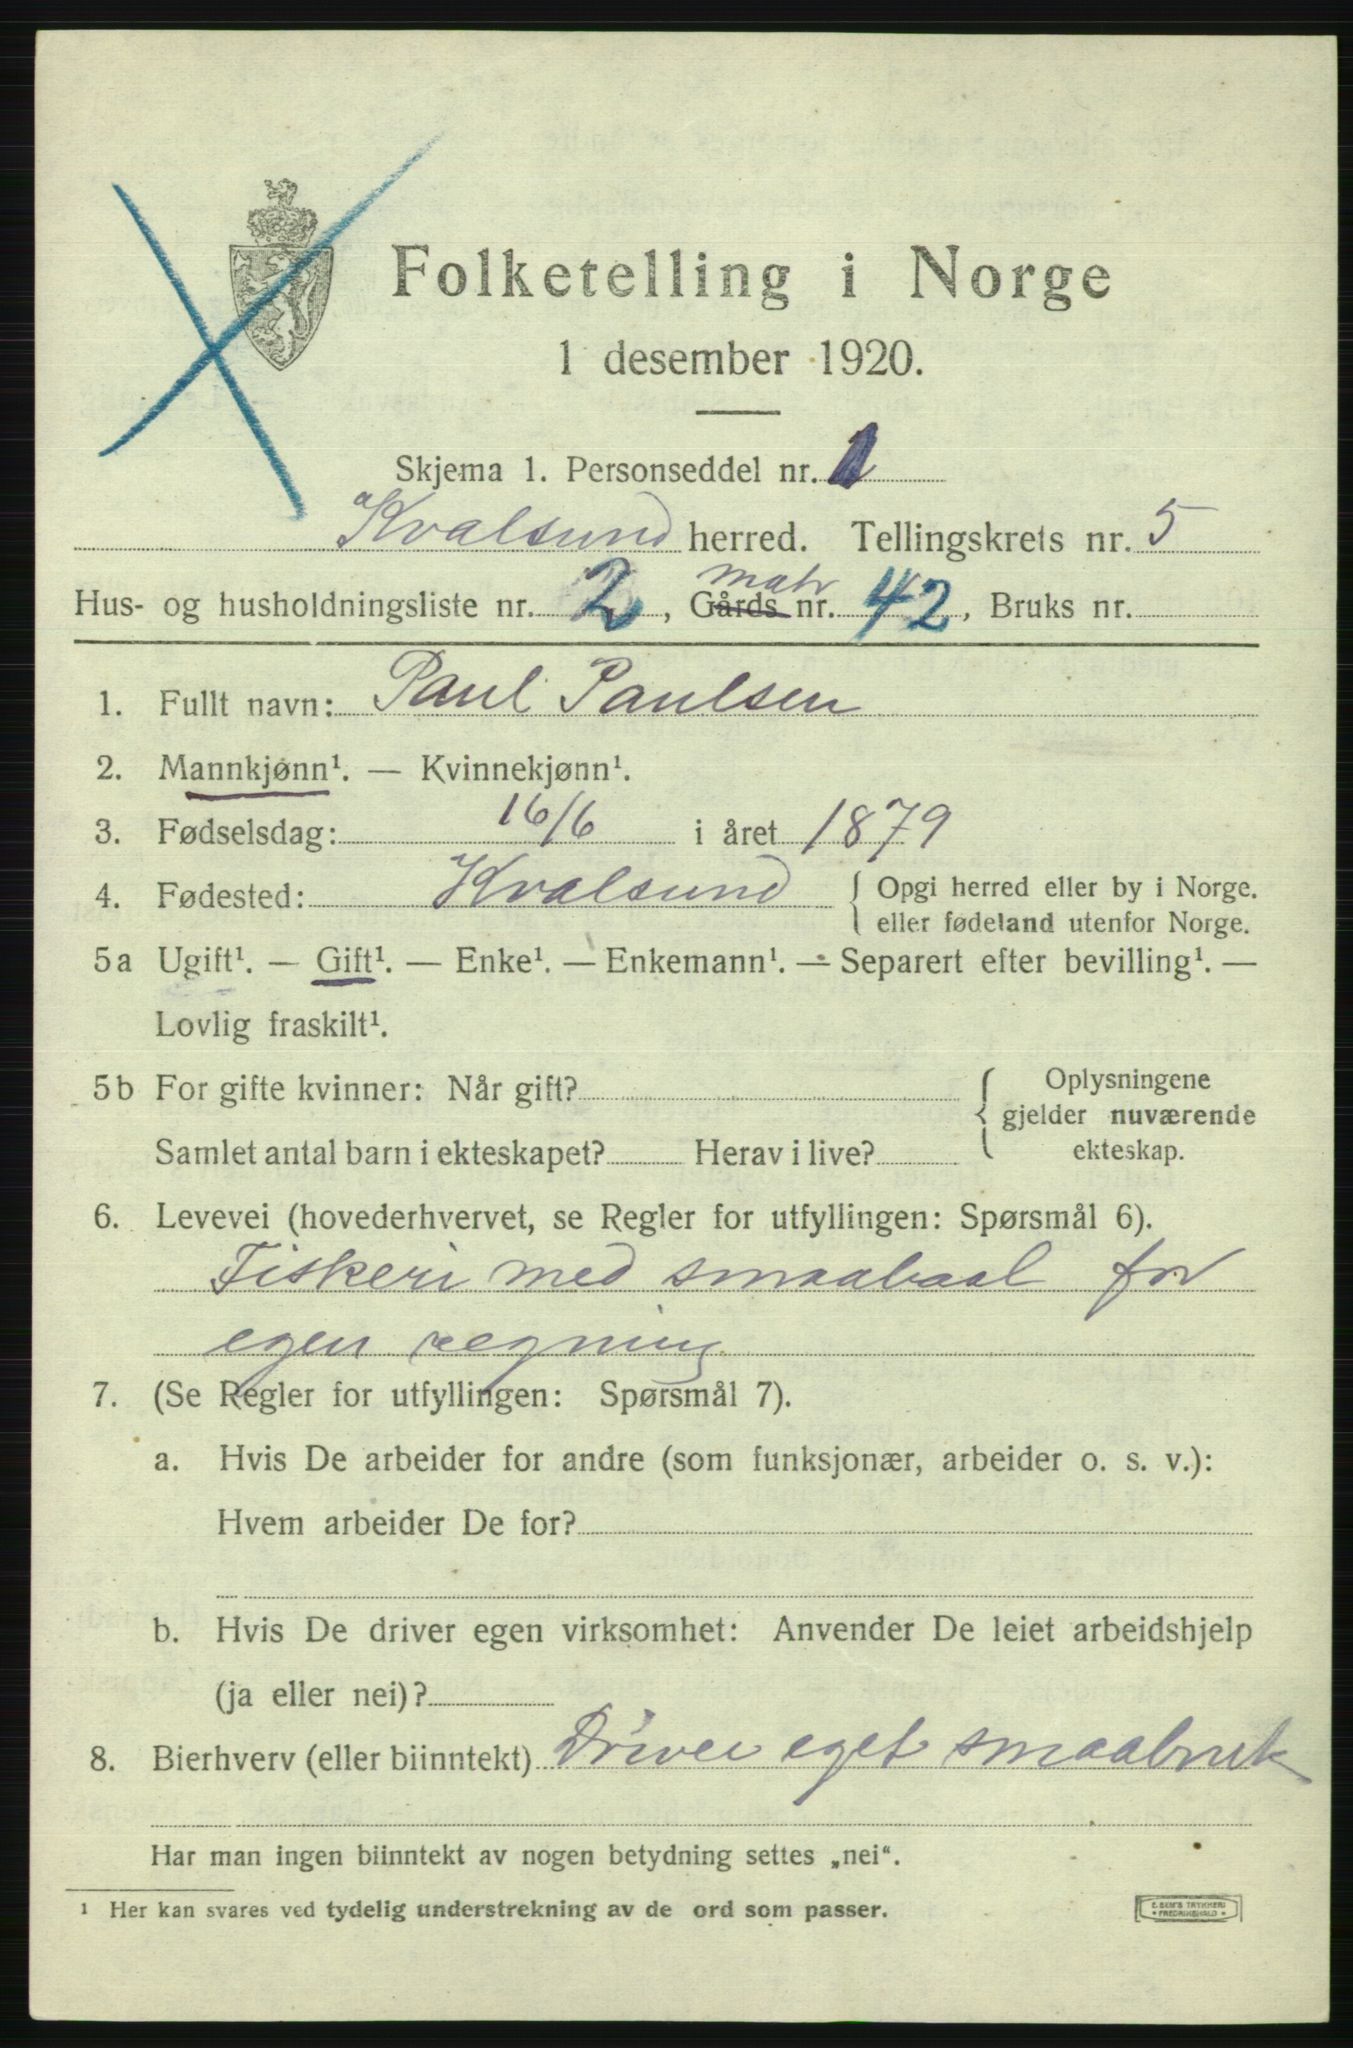 Folketelling i Norge
1 desember 1920.
Skjema 1. Personseddel nr. 1
Kvalsund herred. Tellingskrets nr. 5
matr
Hus- og husholdningsliste nr. 2, Gårds nr. 42, Bruks nr.
1. Fullt navn: Paul Paulsen
2. Mannkjønn¹. — Kvinnekjønn¹.
3. Fødselsdag: 16/6 i året 1879
4. Fødested: Kvalsund { Opgi herred eller by i Norge.
eller fødeland utenfor Norge.
5a Ugift¹. — Gift¹. — Enke¹. — Enkemann¹. — Separert efter bevilling¹. —
Lovlig fraskilt¹.
5b For gifte kvinner: Når gift? { Oplysningene
gjelder nuværende
Samlet antal barn i ekteskapet? Herav i live? ekteskap.
6. Levevei (hovederhvervet, se Regler for utfyllingen: Spørsmål 6).
Fiskeri med smaabaat for
egen regning
7. (Se Regler for utfyllingen: Spørsmål 7).
a. Hvis De arbeider for andre (som funksjonær, arbeider o. s. v.):
Hvem arbeider De for?
b. Hvis De driver egen virksomhet: Anvender De leiet arbeidshjelp
(ja eller nei)?
8. Bierhverv (eller biinntekt) Driver eget smaabruk
Har man ingen biinntekt av nogen betydning settes „nei“.
¹ Her kan svares ved tydelig understrekning av de ord som passer.
E. SEM'S TRYKKERI
FREDRIKSHALD